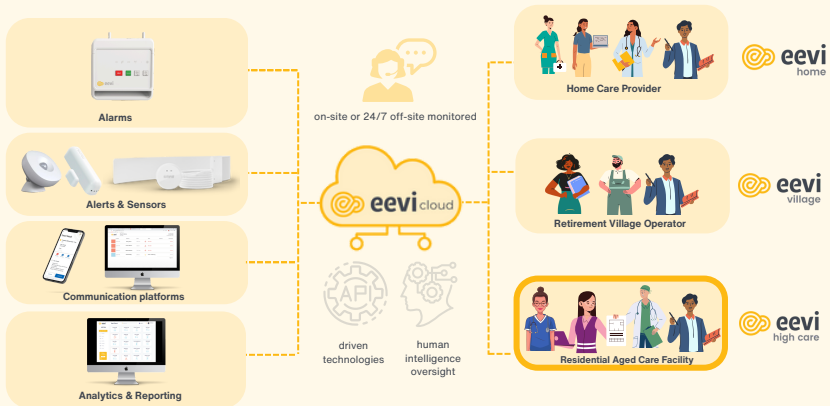 eevi
Alarms
Alerts & Sensors
Communication platforms
Analytics & Reporting
on-site or 24/7 off-site monitored
eevi cloud
API
driven
technologies
human
intelligence
oversight
Home Care Provider
eevi
home
Retirement Village Operator
eevi
village
Residential Aged Care Facility
eevi
high care